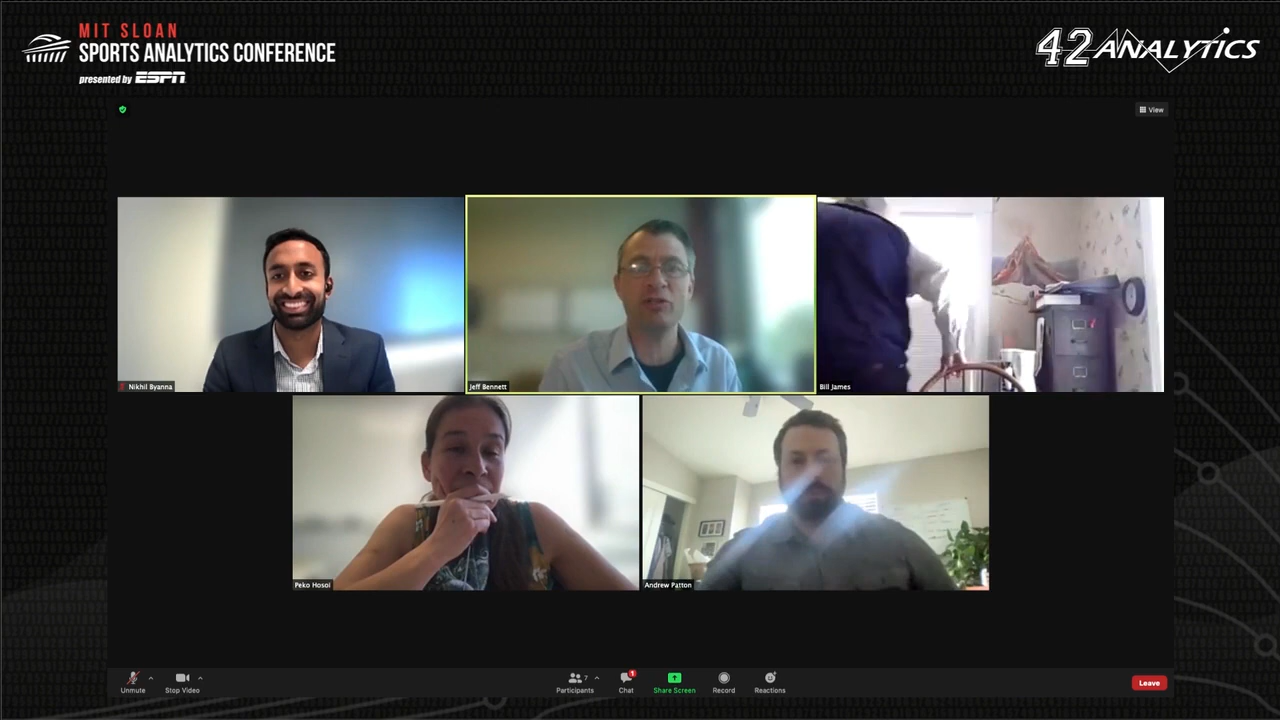 MIT SLOAN
SPORTS ANALYTICS CONFERENCE
presented by ESPN
42 ANALYTICS
View
Nikhil Byanna
Jeff Bennett
Bill James
Peko Hosoi
Andrew Patton
Unmute
Stop Video
Participants
7
Chat
1
Share Screen
Record
Reactions
Leave